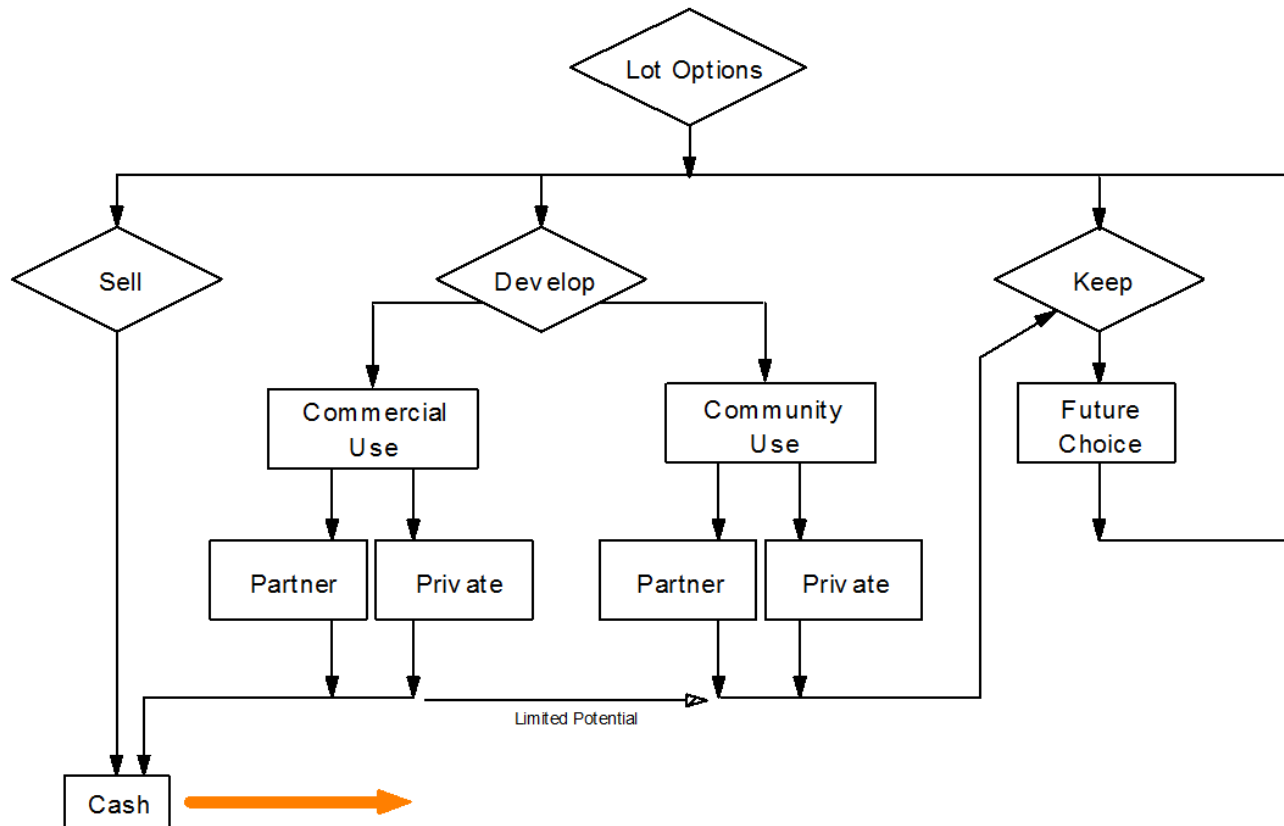 Lot Options
Sell
Develop
Keep
Commercial
Use
Community
Use
Future
Choice
Partner
Private
Partner
Private
Limited Potential
Cash